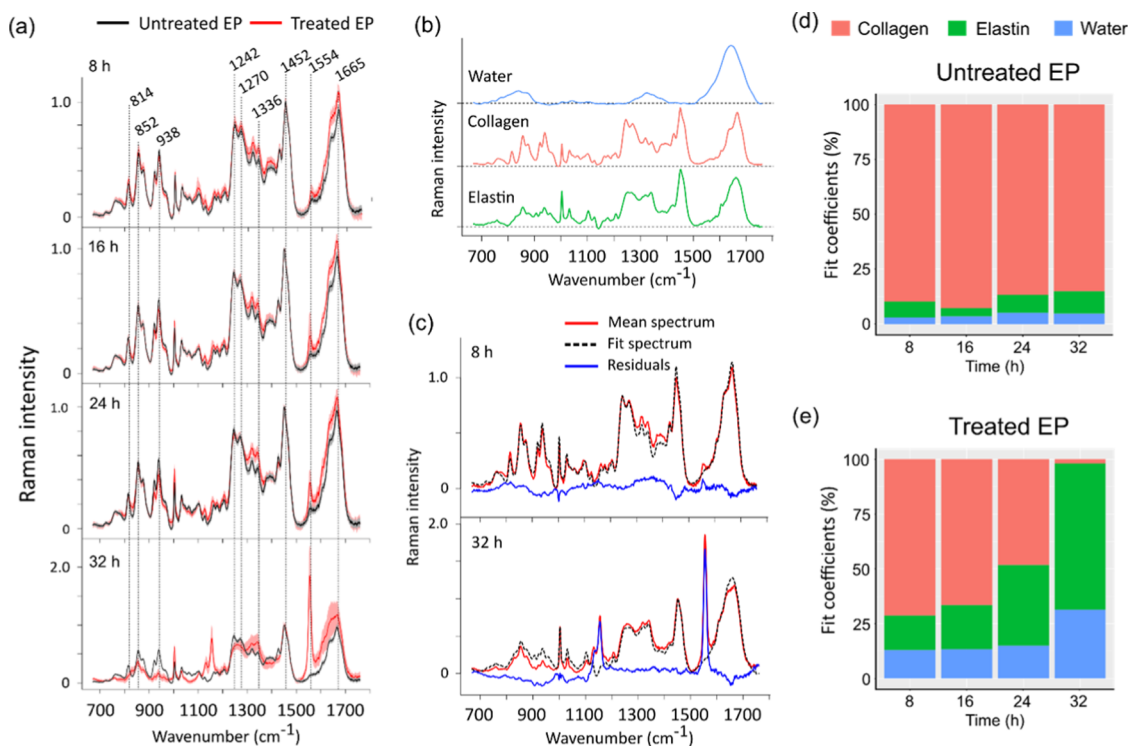 (a)
Untreated EP
Treated EP
8 h
814
852
938
1242
1270
1336
1452
1554
1665
1.0
0
16 h
1.0
0
24 h
1.0
0
32 h
2.0
0
700 900 1100 1300 1500 1700
Wavenumber (cm-1)
Raman intensity
(b)
Water
Collagen
Elastin
Raman intensity
700 900 1100 1300 1500 1700
Wavenumber (cm-1)
(c)
Mean spectrum
Fit spectrum
Residuals
8 h
1.0
0
32 h
2.0
0
Raman intensity
700 900 1100 1300 1500 1700
Wavenumber (cm-1)
(d)
Collagen Elastin Water
Untreated EP
100
75
50
25
0
Fit coefficients (%)
8 16 24 32
Time (h)
(e)
Treated EP
100
75
50
25
0
Fit coefficients (%)
8 16 24 32
Time (h)